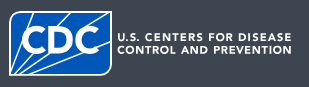 CDC
U.S. CENTERS FOR DISEASE
CONTROL AND PREVENTION